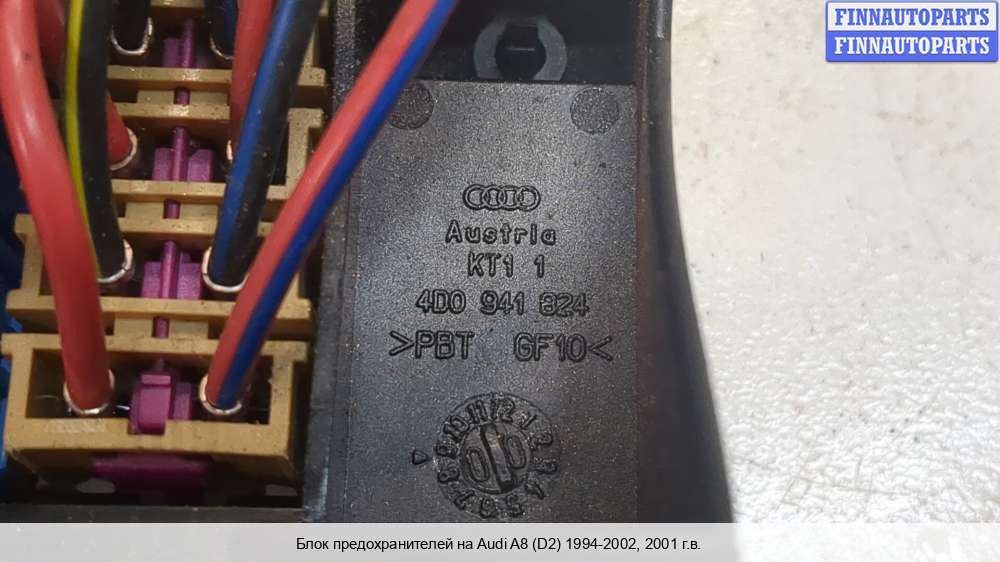 FINNAUTOPARTS
FINNAUTOPARTS
Austria
KT1 1
4D0 941 824
>PBT GF10<
Блок предохранителей на Audi A8 (D2) 1994-2002, 2001 г.в.